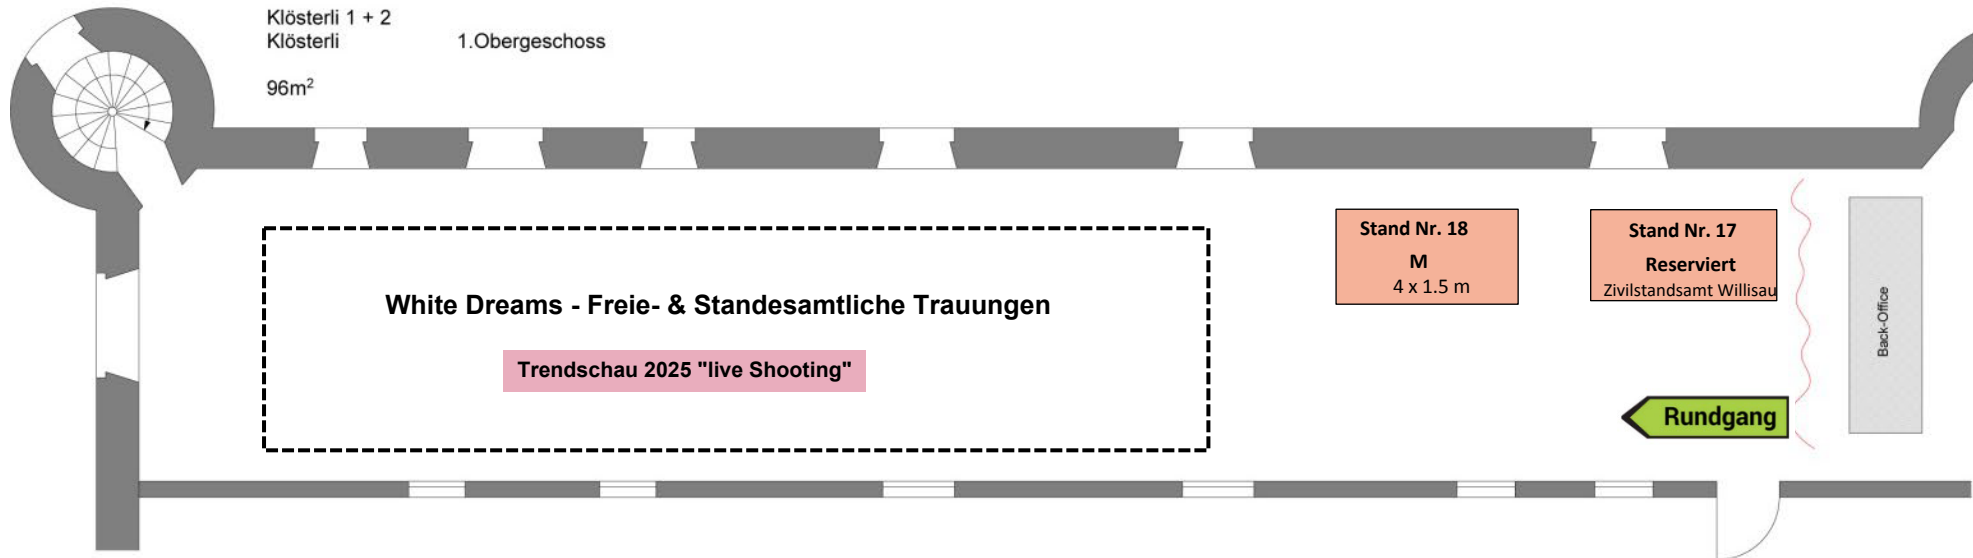 Klösterli 1 + 2
Klösterli 1.Obergeschoss
96m²
Stand Nr. 18
M
4 x 1.5 m
Stand Nr. 17
Reserviert
Zivilstandsamt Willisau
White Dreams - Freie- & Standesamtliche Trauungen
Trendschau 2025 "live Shooting"
Back-Office
Rundgang